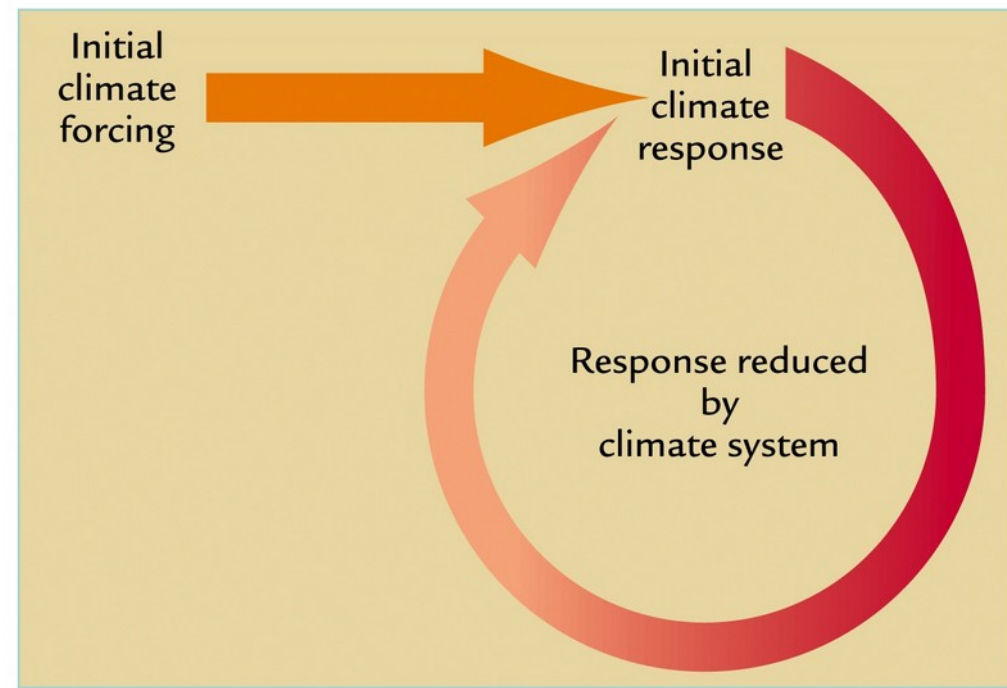 Initial
climate
forcing
Initial
climate
response
Response reduced
by
climate system